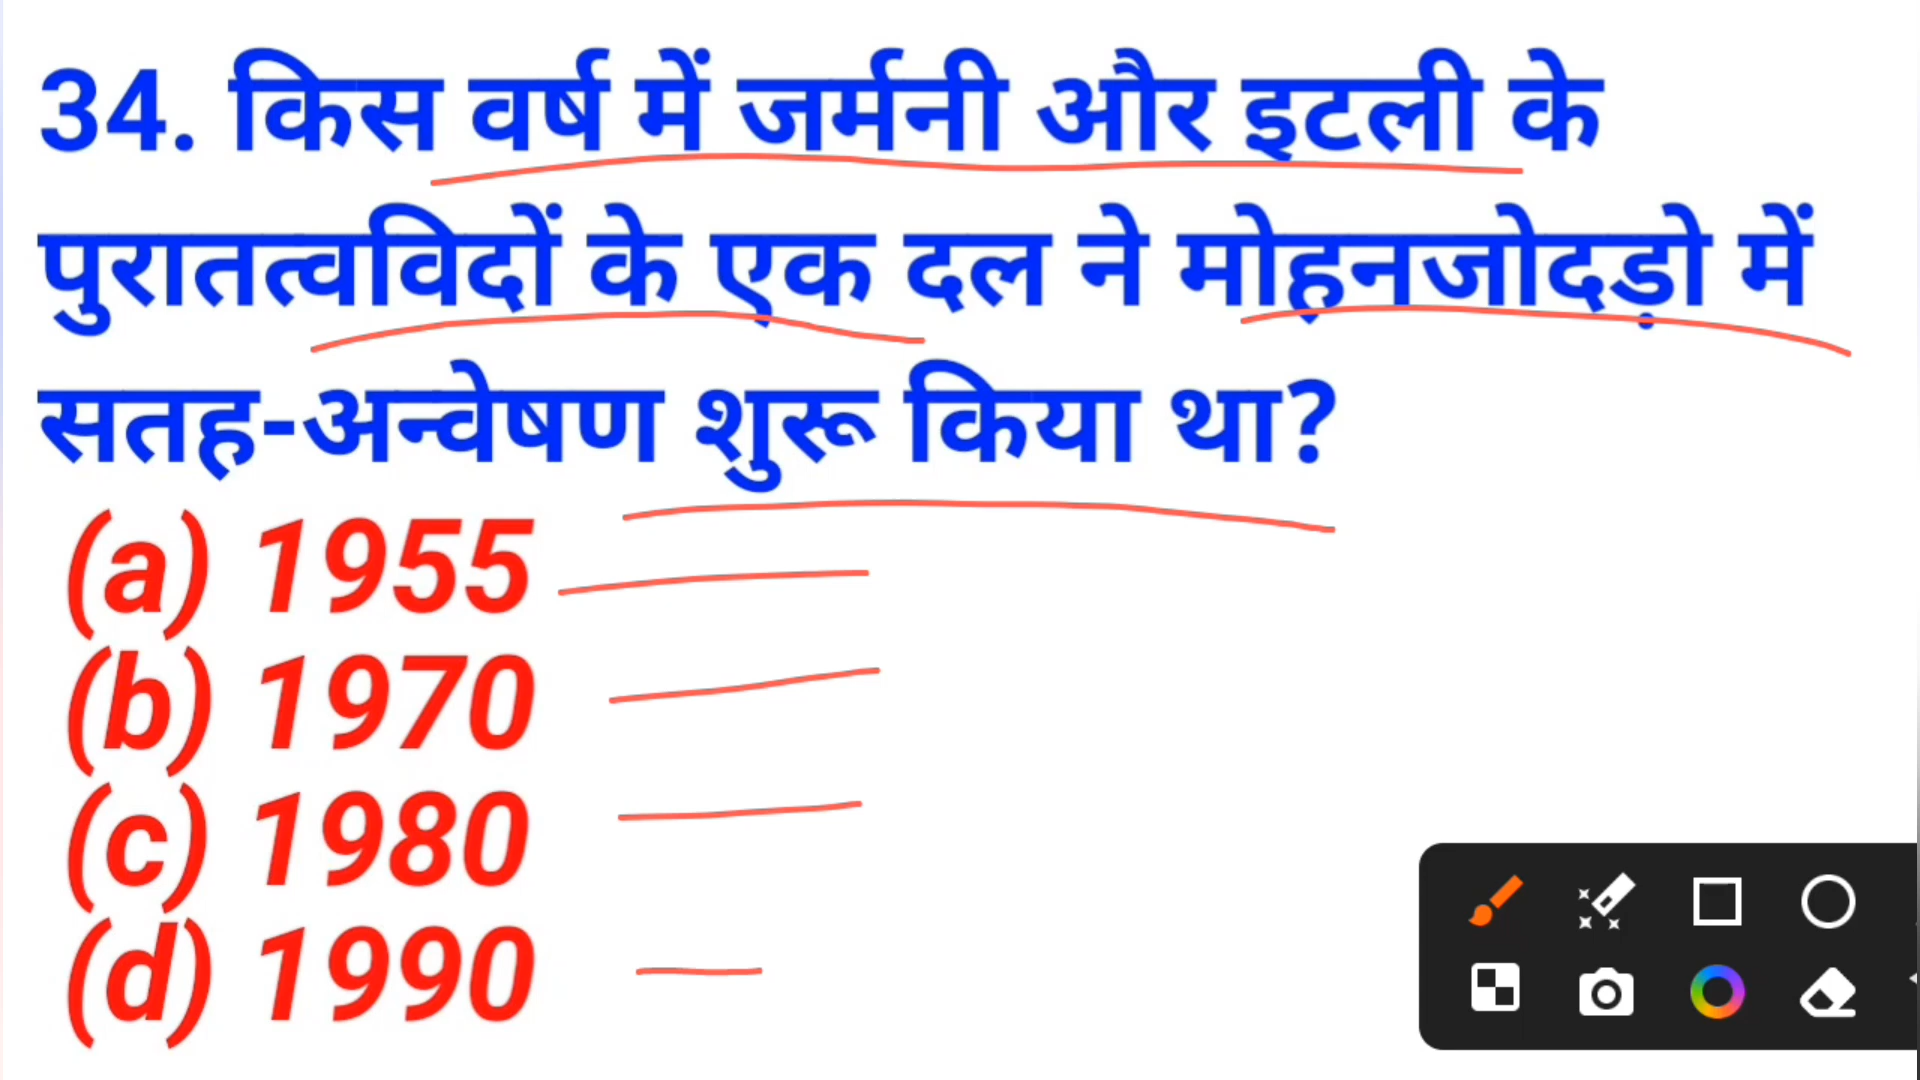 34. किस वर्ष में जर्मनी और इटली के
पुरातत्वविदों के एक दल ने मोहनजोदड़ो में
सतह-अन्वेषण शुरू किया था?
(a) 1955
(b) 1970
(c) 1980
(d) 1990